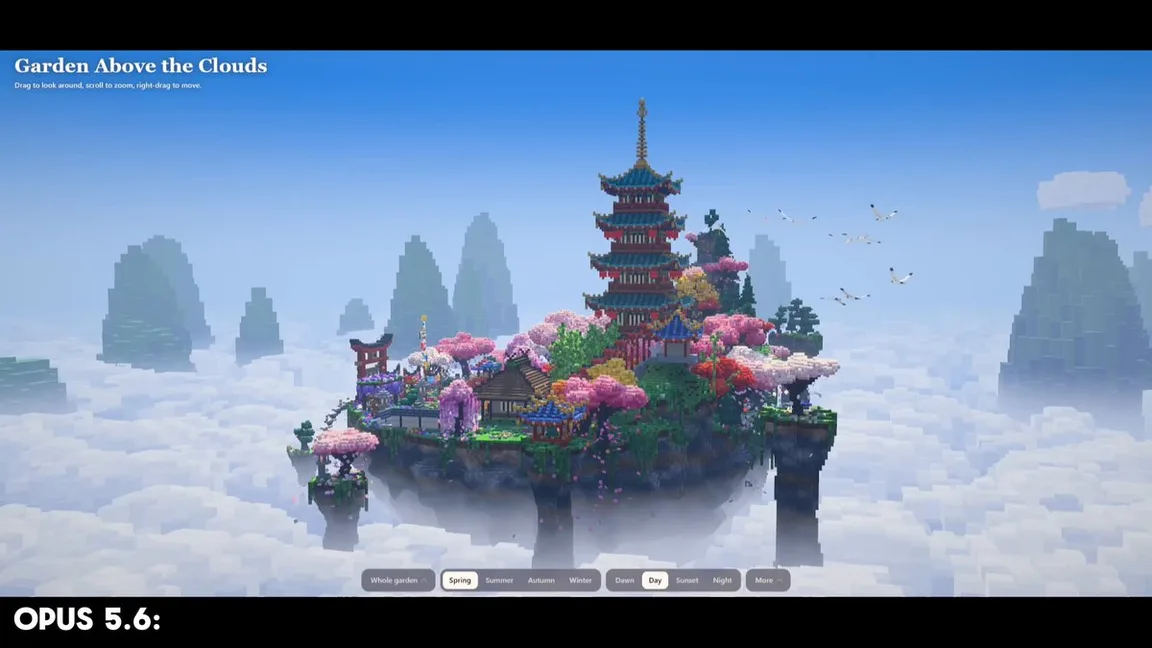 Garden Above the Clouds
Drag to look around, scroll to zoom, right-drag to move.
Whole garden Spring Summer Autumn Winter Dawn Day Sunset Night More
OPUS 5.6: